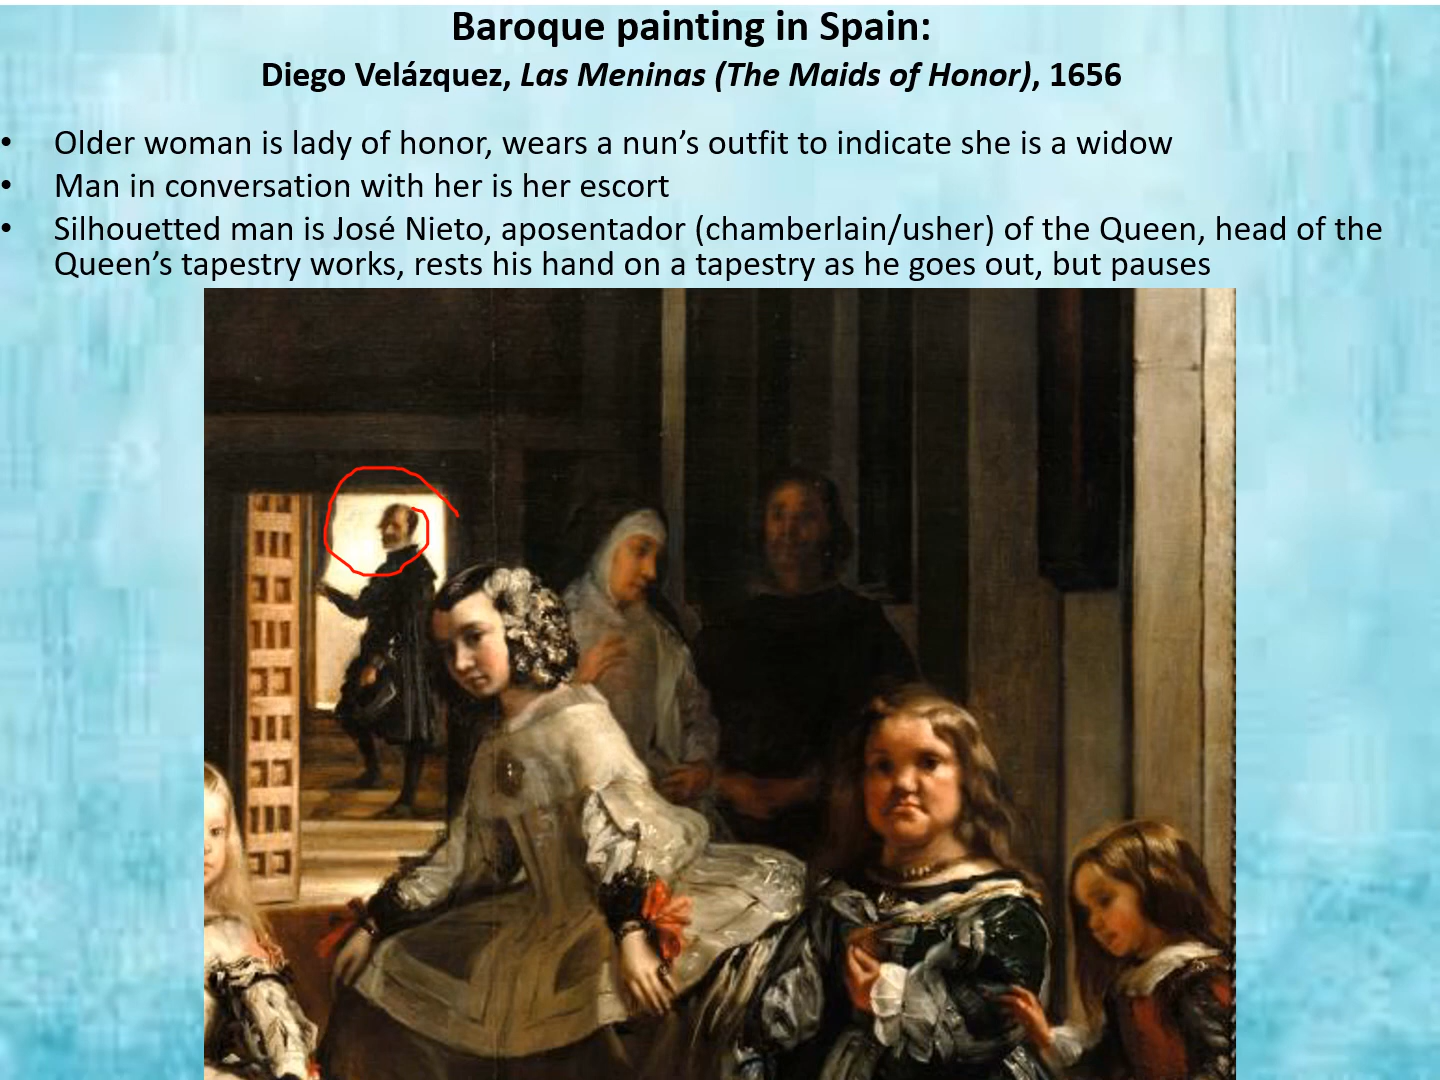 Baroque painting in Spain:
Diego Velázquez, Las Meninas (The Maids of Honor), 1656
• Older woman is lady of honor, wears a nun’s outfit to indicate she is a widow
• Man in conversation with her is her escort
• Silhouetted man is José Nieto, aposentador (chamberlain/usher) of the Queen, head of the
Queen’s tapestry works, rests his hand on a tapestry as he goes out, but pauses